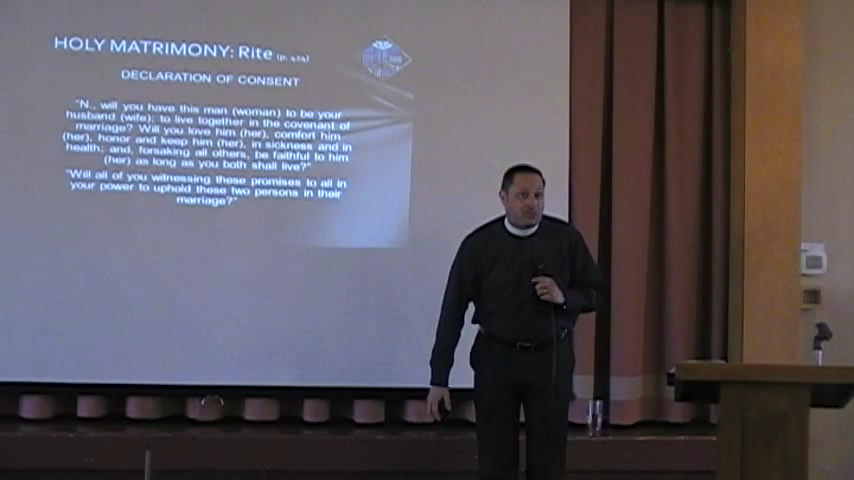 HOLY MATRIMONY: Rite (p. 424)
DECLARATION OF CONSENT
"N., will you have this man (woman) to be your
husband (wife); to live together in the covenant of
marriage? Will you love him (her), comfort him
(her), honor and keep him (her), in sickness and in
health; and, forsaking all others, be faithful to him
(her) as long as you both shall live?"
"Will all of you witnessing these promises to all in
your power to uphold these two persons in their
marriage?"